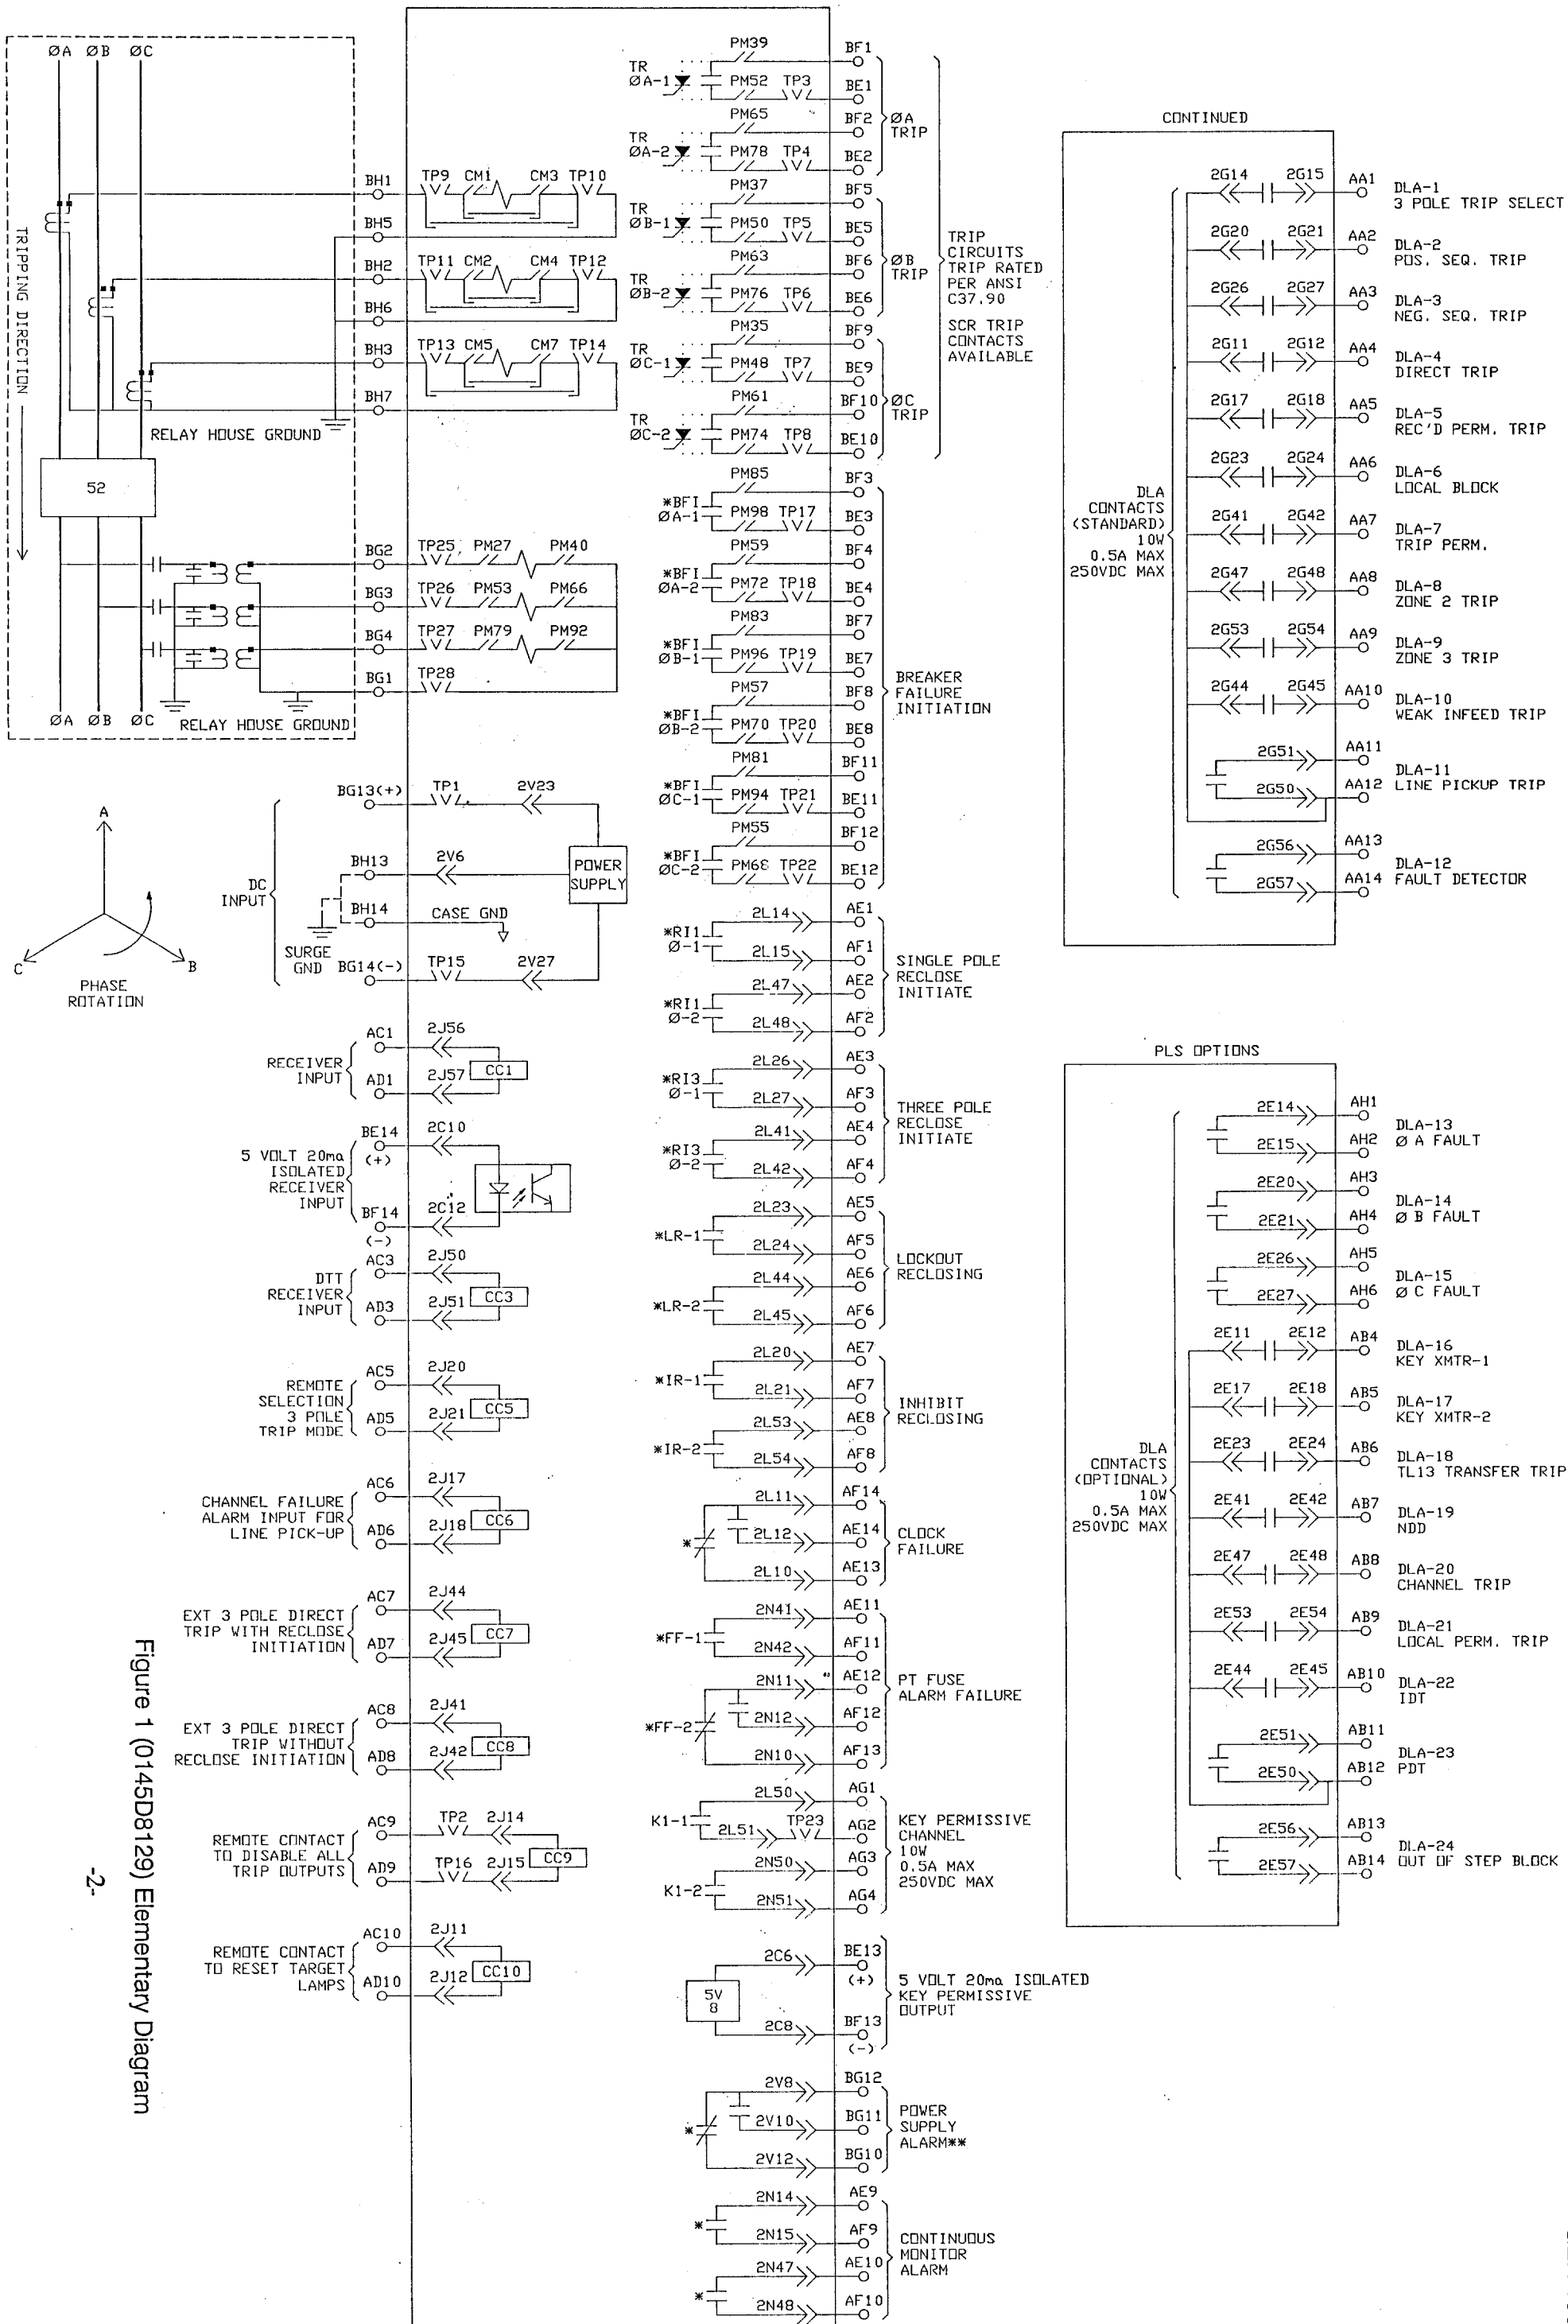 ØA ØB ØC
TRIPPING DIRECTION
BH1 TP9 CM1 CM3 TP10
BH5
BH2 TP11 CM2 CM4 TP12
BH6
BH3 TP13 CM5 CM7 TP14
BH7
RELAY HOUSE GROUND
52
BG2 TP25 PM27 PM40
BG3 TP26 PM53 PM66
BG4 TP27 PM79 PM92
BG1 TP28
ØA ØB ØC
RELAY HOUSE GROUND
A
C
B
PHASE
ROTATION
DC
INPUT
BG13(+) TP1 2V23
BH13 2V6
POWER
SUPPLY
BH14 CASE GND
SURGE
GND
BG14(-) TP15 2V27
RECEIVER
INPUT
AC1 2J56
CC1
AD1 2J57
5 VOLT 20ma
ISOLATED
RECEIVER
INPUT
BE14 2C10
(+)
BF14 2C12
(-)
DTT
RECEIVER
INPUT
AC3 2J50
CC3
AD3 2J51
REMOTE
SELECTION
3 POLE
TRIP MODE
AC5 2J20
CC5
AD5 2J21
CHANNEL FAILURE
ALARM INPUT FOR
LINE PICK-UP
AC6 2J17
CC6
AD6 2J18
EXT 3 POLE DIRECT
TRIP WITH RECLOSE
INITIATION
AC7 2J44
CC7
AD7 2J45
EXT 3 POLE DIRECT
TRIP WITHOUT
RECLOSE INITIATION
AC8 2J41
CC8
AD8 2J42
REMOTE CONTACT
TO DISABLE ALL
TRIP OUTPUTS
AC9 TP2 2J14
CC9
AD9 TP16 2J15
REMOTE CONTACT
TO RESET TARGET
LAMPS
AC10 2J11
CC10
AD10 2J12
TR
ØA-1
PM39 BF1
PM52 TP3 BE1
TR
ØA-2
PM65 BF2
PM78 TP4 BE2
ØA
TRIP
TR
ØB-1
PM37 BF5
PM50 TP5 BE5
TR
ØB-2
PM63 BF6
PM76 TP6 BE6
ØB
TRIP
TR
ØC-1
PM35 BF9
PM48 TP7 BE9
TR
ØC-2
PM61 BF10
PM74 TP8 BE10
ØC
TRIP
TRIP
CIRCUITS
TRIP RATED
PER ANSI
C37.90
SCR TRIP
CONTACTS
AVAILABLE
*BFI
ØA-1
PM85 BF3
PM98 TP17 BE3
*BFI
ØA-2
PM59 BF4
PM72 TP18 BE4
*BFI
ØB-1
PM83 BF7
PM96 TP19 BE7
*BFI
ØB-2
PM57 BF8
PM70 TP20 BE8
*BFI
ØC-1
PM81 BF11
PM94 TP21 BE11
*BFI
ØC-2
PM55 BF12
PM68 TP22 BE12
BREAKER
FAILURE
INITIATION
*RI1
Ø-1
2L14 AE1
2L15 AF1
*RI1
Ø-2
2L47 AE2
2L48 AF2
SINGLE POLE
RECLOSE
INITIATE
*RI3
Ø-1
2L26 AE3
2L27 AF3
*RI3
Ø-2
2L41 AE4
2L42 AF4
THREE POLE
RECLOSE
INITIATE
*LR-1
2L23 AE5
2L24 AF5
*LR-2
2L44 AE6
2L45 AF6
LOCKOUT
RECLOSING
*IR-1
2L20 AE7
2L21 AF7
*IR-2
2L53 AE8
2L54 AF8
INHIBIT
RECLOSING
*
2L11 AF14
2L12 AE14
2L10 AE13
CLOCK
FAILURE
*FF-1
2N41 AE11
2N42 AF11
*FF-2
2N11 AE12
2N12 AF12
2N10 AF13
PT FUSE
ALARM FAILURE
K1-1
2L50 AG1
2L51 TP23 AG2
K1-2
2N50 AG3
2N51 AG4
KEY PERMISSIVE
CHANNEL
10W
0.5A MAX
250VDC MAX
5V
8
2C6 BE13
(+)
2C8 BF13
(-)
5 VOLT 20ma ISOLATED
KEY PERMISSIVE
OUTPUT
*
2V8 BG12
2V10 BG11
2V12 BG10
POWER
SUPPLY
ALARM**
*
2N14 AE9
2N15 AF9
*
2N47 AE10
2N48 AF10
CONTINUOUS
MONITOR
ALARM
CONTINUED
DLA
CONTACTS
(STANDARD)
10W
0.5A MAX
250VDC MAX
2G14 2G15 AA1 DLA-1
3 POLE TRIP SELECT
2G20 2G21 AA2 DLA-2
POS. SEQ. TRIP
2G26 2G27 AA3 DLA-3
NEG. SEQ. TRIP
2G11 2G12 AA4 DLA-4
DIRECT TRIP
2G17 2G18 AA5 DLA-5
REC'D PERM. TRIP
2G23 2G24 AA6 DLA-6
LOCAL BLOCK
2G41 2G42 AA7 DLA-7
TRIP PERM.
2G47 2G48 AA8 DLA-8
ZONE 2 TRIP
2G53 2G54 AA9 DLA-9
ZONE 3 TRIP
2G44 2G45 AA10 DLA-10
WEAK INFEED TRIP
2G51 AA11
2G50 AA12
DLA-11
LINE PICKUP TRIP
2G56 AA13
2G57 AA14
DLA-12
FAULT DETECTOR
PLS OPTIONS
DLA
CONTACTS
(OPTIONAL)
10W
0.5A MAX
250VDC MAX
2E14 AH1
2E15 AH2
DLA-13
Ø A FAULT
2E20 AH3
2E21 AH4
DLA-14
Ø B FAULT
2E26 AH5
2E27 AH6
DLA-15
Ø C FAULT
2E11 2E12 AB4 DLA-16
KEY XMTR-1
2E17 2E18 AB5 DLA-17
KEY XMTR-2
2E23 2E24 AB6 DLA-18
TL13 TRANSFER TRIP
2E41 2E42 AB7 DLA-19
NDD
2E47 2E48 AB8 DLA-20
CHANNEL TRIP
2E53 2E54 AB9 DLA-21
LOCAL PERM. TRIP
2E44 2E45 AB10 DLA-22
IDT
2E51 AB11
2E50 AB12
DLA-23
PDT
2E56 AB13
2E57 AB14
DLA-24
OUT OF STEP BLOCK
Figure 1 (0145D8129) Elementary Diagram
-2-